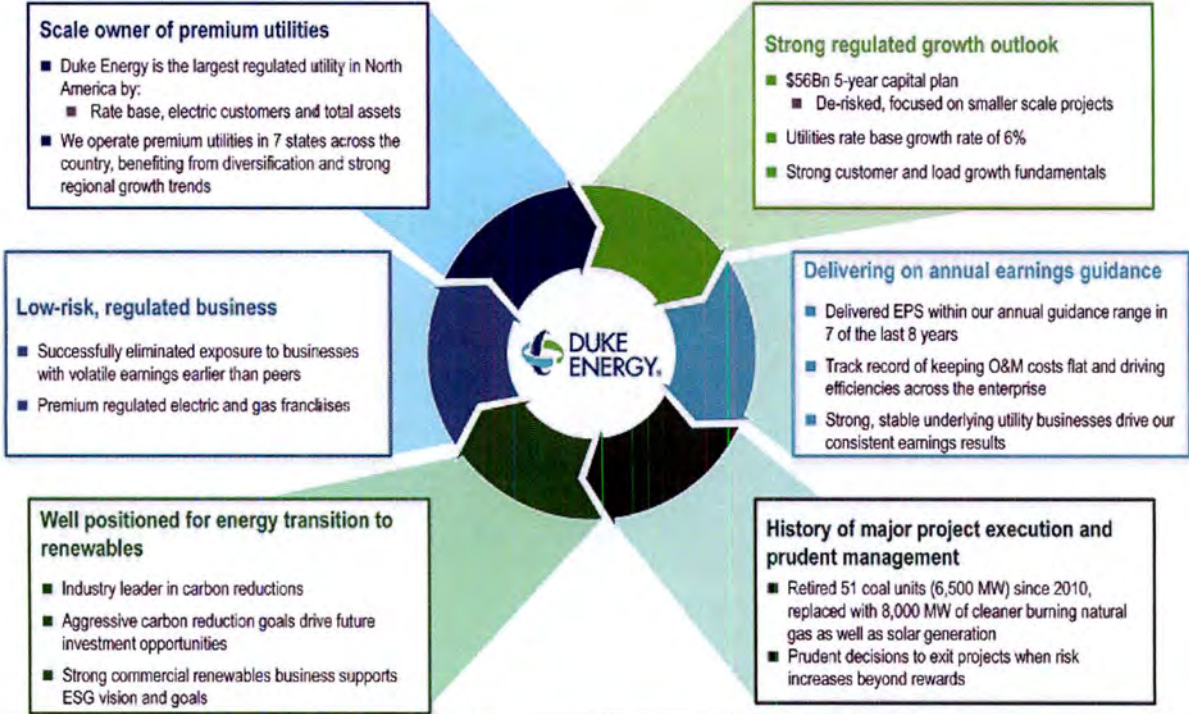 Scale owner of premium utilities
■ Duke Energy is the largest regulated utility in North
America by:
■ Rate base, electric customers and total assets
■ We operate premium utilities in 7 states across the
country, benefiting from diversification and strong
regional growth trends
Strong regulated growth outlook
■ $56Bn 5-year capital plan
■ De-risked, focused on smaller scale projects
■ Utilities rate base growth rate of 6%
■ Strong customer and load growth fundamentals
Low-risk, regulated business
■ Successfully eliminated exposure to businesses
with volatile earnings earlier than peers
■ Premium regulated electric and gas franchises
DUKE
ENERGY®
Delivering on annual earnings guidance
■ Delivered EPS within our annual guidance range in
7 of the last 8 years
■ Track record of keeping O&M costs flat and driving
efficiencies across the enterprise
■ Strong, stable underlying utility businesses drive our
consistent earnings results
Well positioned for energy transition to
renewables
■ Industry leader in carbon reductions
■ Aggressive carbon reduction goals drive future
investment opportunities
■ Strong commercial renewables business supports
ESG vision and goals
History of major project execution and
prudent management
■ Retired 51 coal units (6,500 MW) since 2010,
replaced with 8,000 MW of cleaner burning natural
gas as well as solar generation
■ Prudent decisions to exit projects when risk
increases beyond rewards